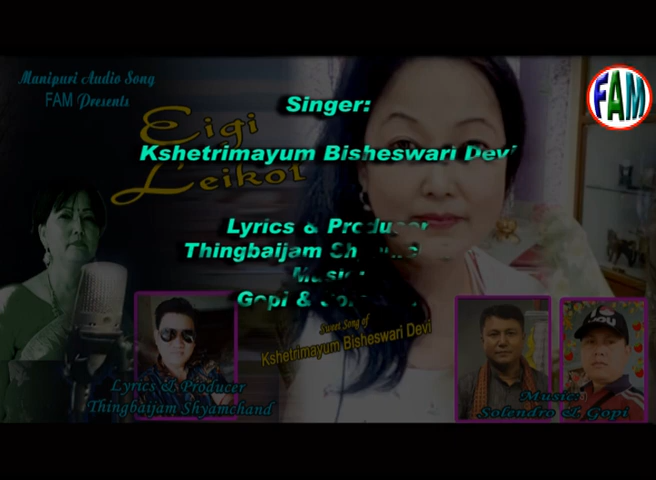 Manipuri Audio Song
FAM Presents
FAM
Eigi
Leikol
Singer:
Kshetrimayum Bisheswari Devi
Lyrics & Producer
Thingbaijam
Music:
Gopi &
Sweet Song of
Kshetrimayum Bisheswari Devi
Lyrics & Producer
Thingbaijam Shyamchand
Music:
Solendro & Gopi